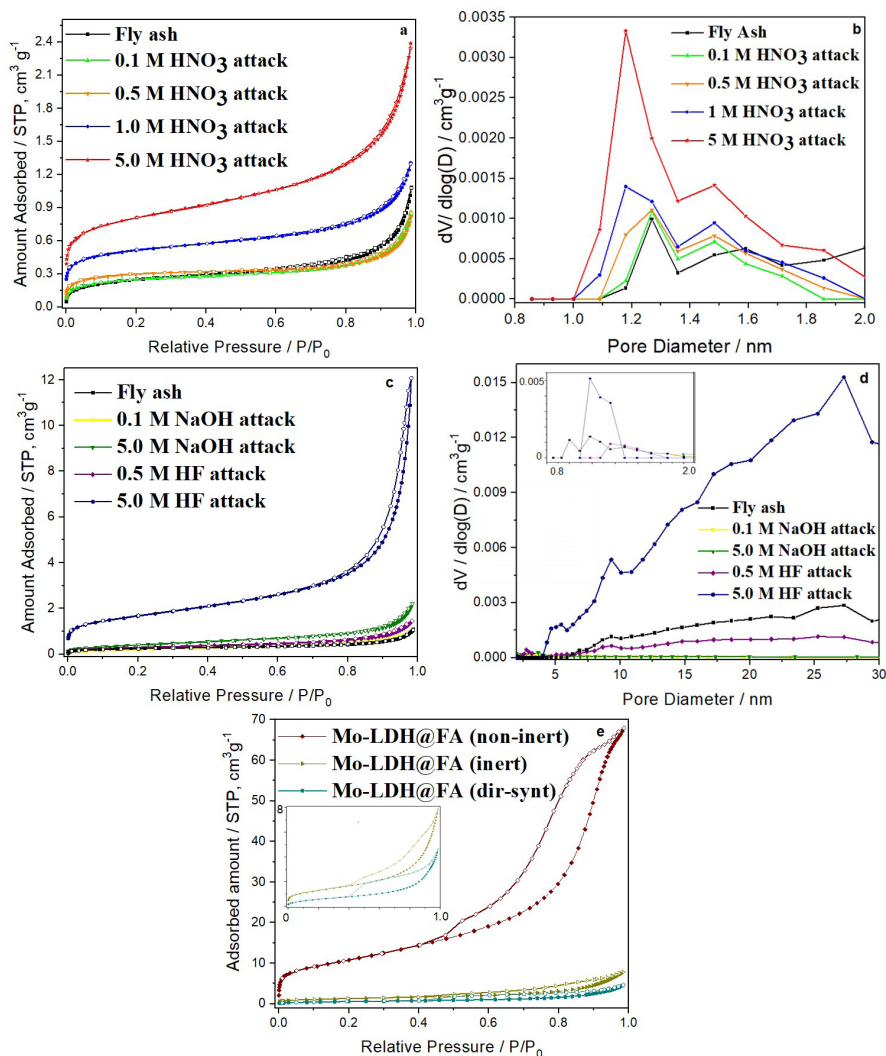 a
Fly ash
0.1 M HNO3 attack
0.5 M HNO3 attack
1.0 M HNO3 attack
5.0 M HNO3 attack
2.4
2.1
1.8
1.5
1.2
0.9
0.6
0.3
0.0
0.0 0.2 0.4 0.6 0.8 1.0
Amount Adsorbed / STP, cm³ g⁻¹
Relative Pressure / P/P₀
b
Fly Ash
0.1 M HNO3 attack
0.5 M HNO3 attack
1 M HNO3 attack
5 M HNO3 attack
0.0035
0.0030
0.0025
0.0020
0.0015
0.0010
0.0005
0.0000
0.8 1.0 1.2 1.4 1.6 1.8 2.0
dV/ dlog(D) / cm³g⁻¹
Pore Diameter / nm
c
Fly ash
0.1 M NaOH attack
5.0 M NaOH attack
0.5 M HF attack
5.0 M HF attack
12
10
8
6
4
2
0
0.0 0.2 0.4 0.6 0.8 1.0
Amount Adsorbed / STP, cm³g⁻¹
Relative Pressure / P/P₀
d
0.005
0
0.8 2.0
Fly ash
0.1 M NaOH attack
5.0 M NaOH attack
0.5 M HF attack
5.0 M HF attack
0.015
0.012
0.009
0.006
0.003
0.000
5 10 15 20 25 30
dV / dlog(D) / cm³g⁻¹
Pore Diameter / nm
e
Mo-LDH@FA (non-inert)
Mo-LDH@FA (inert)
Mo-LDH@FA (dir-synt)
8
0 1.0
70
60
50
40
30
20
10
0
0.0 0.2 0.4 0.6 0.8 1.0
Adsorbed amount / STP, cm³g⁻¹
Relative Pressure / P/P₀